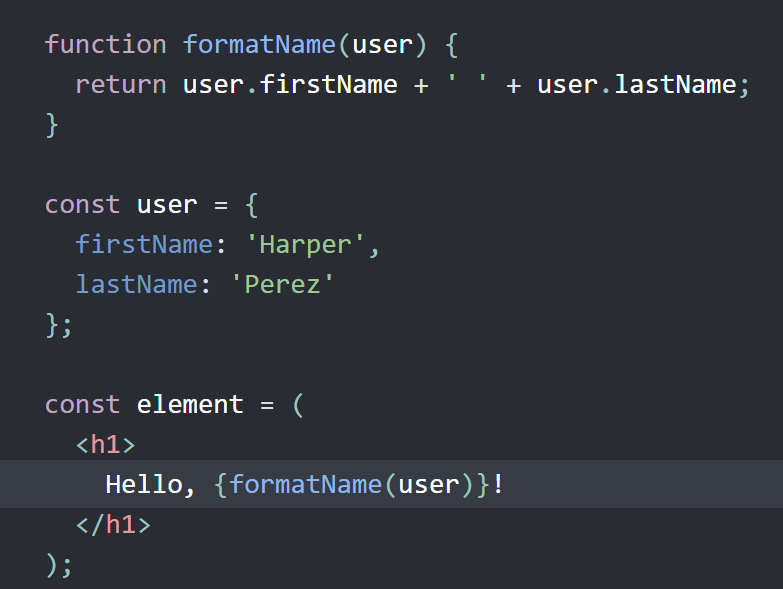 function formatName(user) {
  return user.firstName + ' ' + user.lastName;
}

const user = {
  firstName: 'Harper',
  lastName: 'Perez'
};

const element = (
  <h1>
    Hello, {formatName(user)}!
  </h1>
);